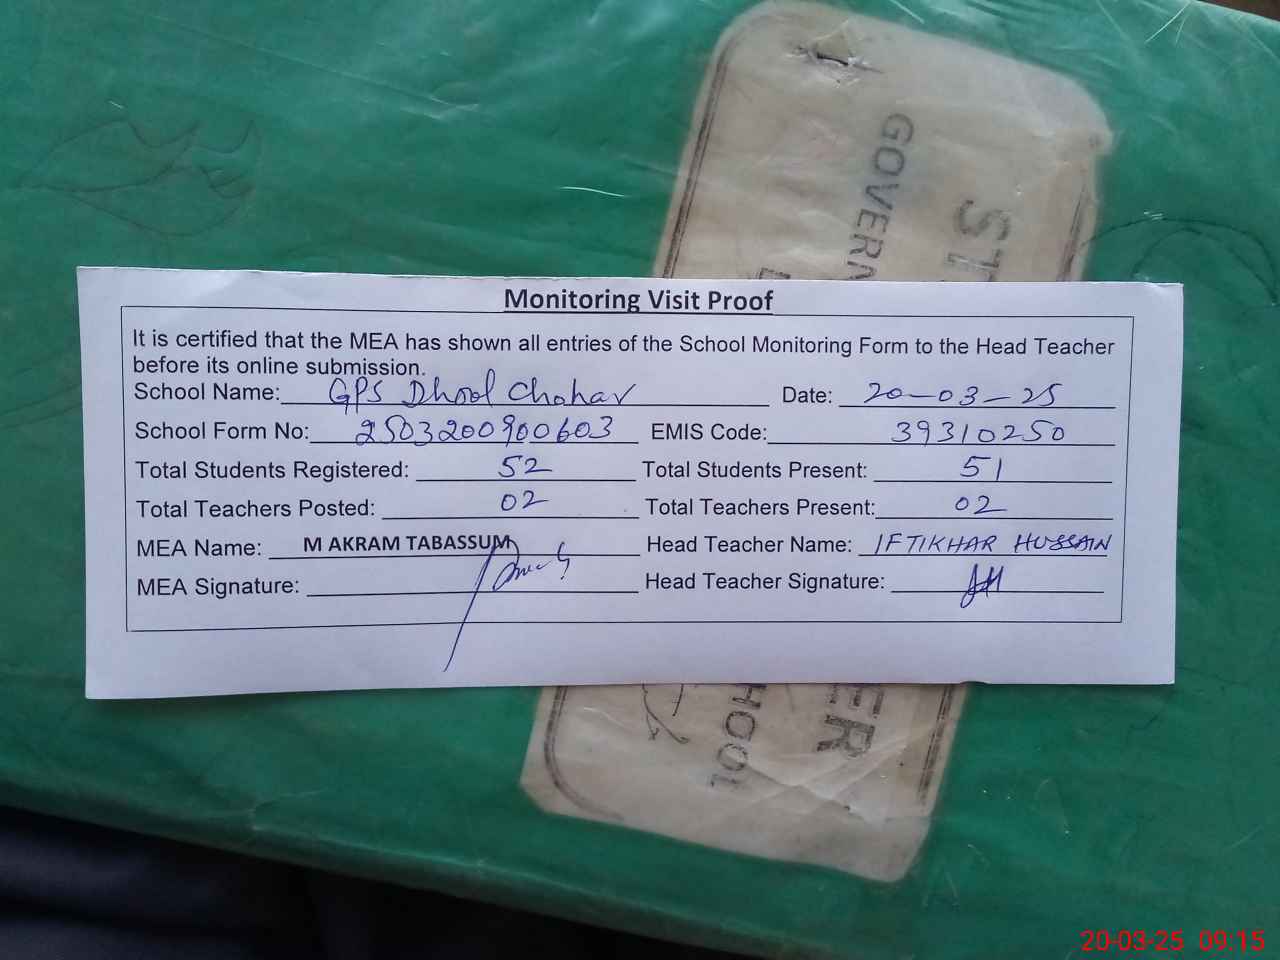 GOVERN
ST
Monitoring Visit Proof
It is certified that the MEA has shown all entries of the School Monitoring Form to the Head Teacher
before its online submission.
School Name: GPS Dhool Chohar Date: 20-03-25
School Form No: 2503200900603 EMIS Code: 39310250
Total Students Registered: 52 Total Students Present: 51
Total Teachers Posted: 02 Total Teachers Present: 02
MEA Name: M AKRAM TABASSUM Head Teacher Name: IFTIKHAR HUSSAIN
MEA Signature: Head Teacher Signature:
HOOL
ER
20-03-25 09:15